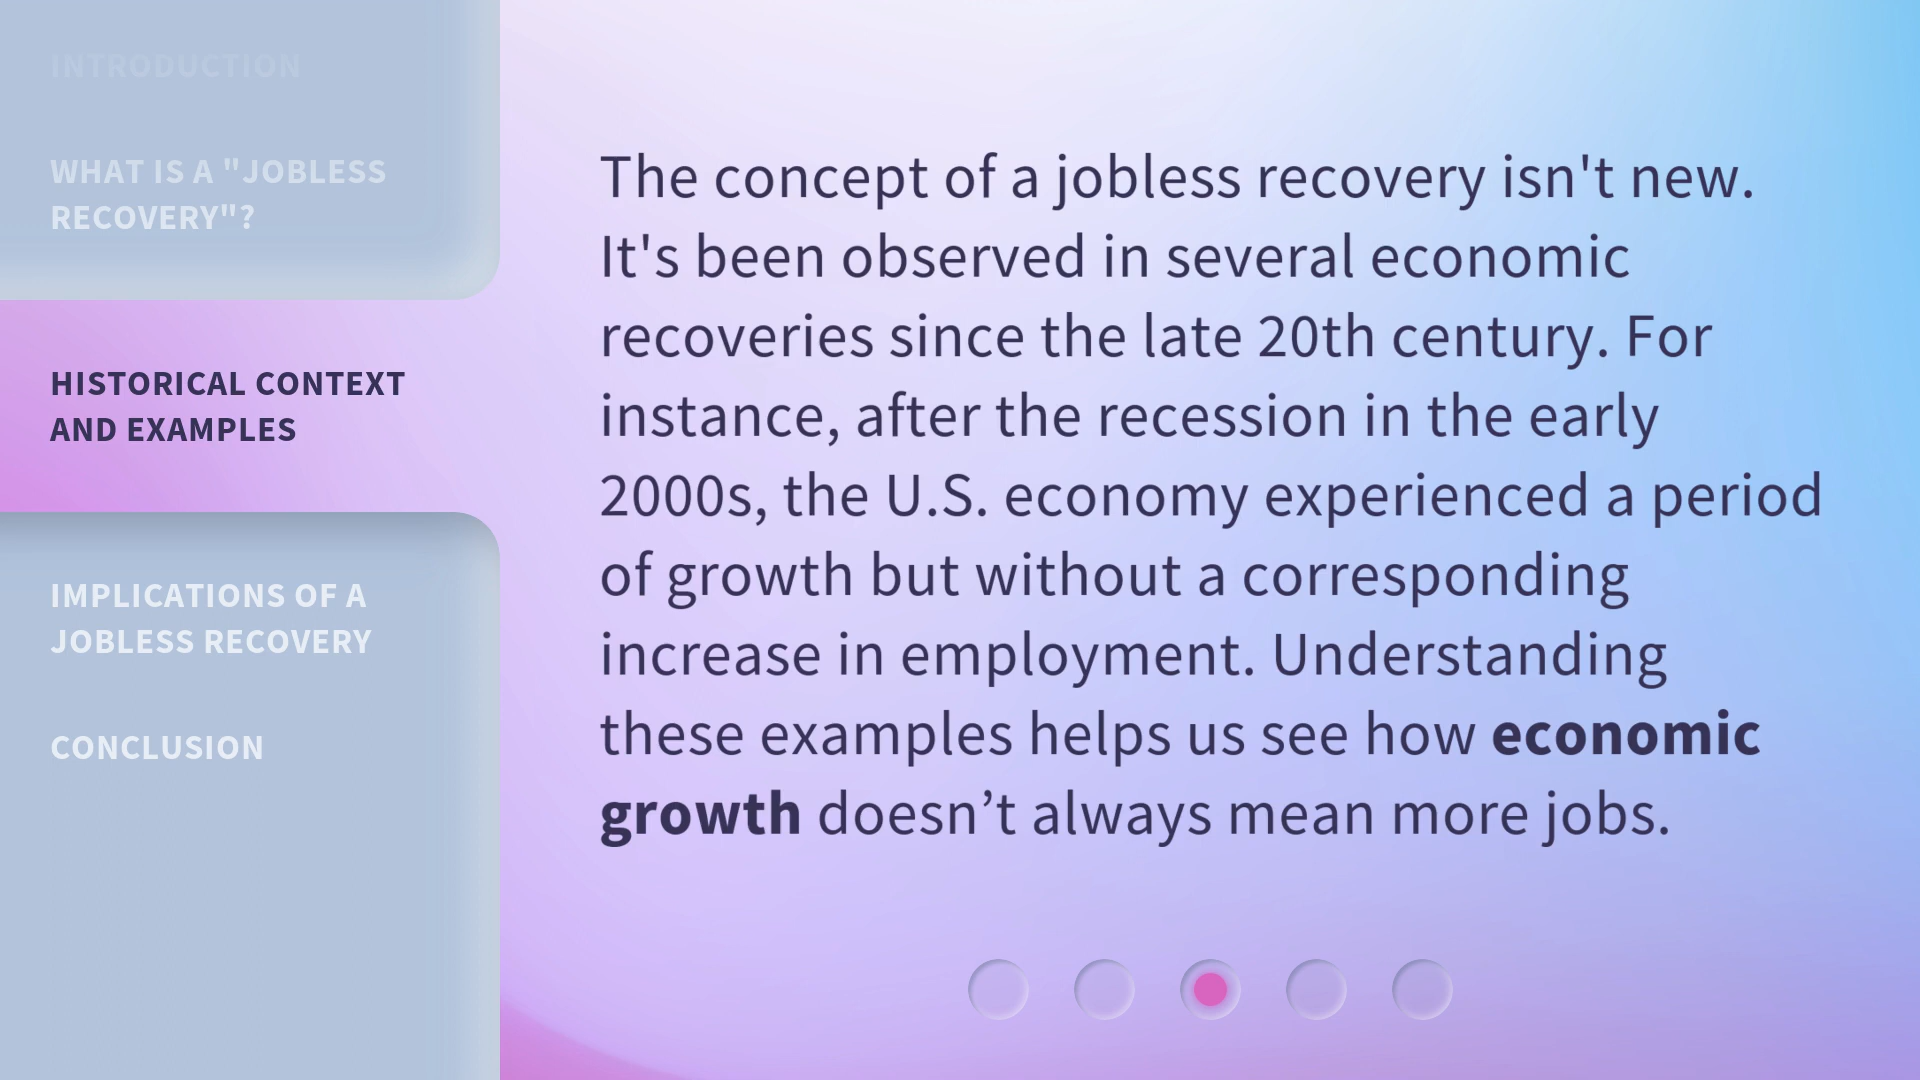 INTRODUCTION
WHAT IS A "JOBLESS
RECOVERY"?
HISTORICAL CONTEXT
AND EXAMPLES
IMPLICATIONS OF A
JOBLESS RECOVERY
CONCLUSION
The concept of a jobless recovery isn't new.
It's been observed in several economic
recoveries since the late 20th century. For
instance, after the recession in the early
2000s, the U.S. economy experienced a period
of growth but without a corresponding
increase in employment. Understanding
these examples helps us see how economic
growth doesn’t always mean more jobs.